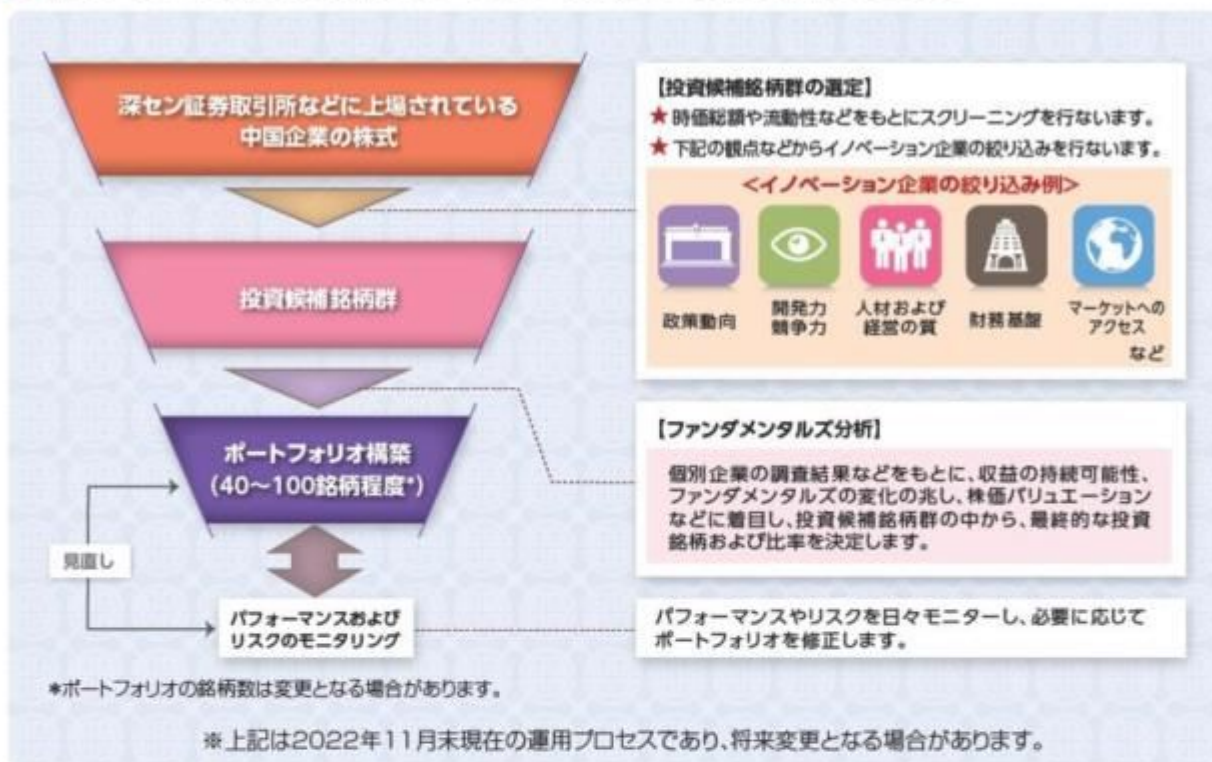 深セン証券取引所などに上場されている
中国企業の株式
投資候補銘柄群
ポートフォリオ構築
(40〜100銘柄程度*)
見直し
パフォーマンスおよび
リスクのモニタリング
【投資候補銘柄群の選定】
★時価総額や流動性などをもとにスクリーニングを行ないます。
★下記の観点などからイノベーション企業の絞り込みを行ないます。
<イノベーション企業の絞り込み例>
政策動向
開発力
競争力
人材および
経営の質
財務基盤
マーケットへの
アクセス
など
【ファンダメンタルズ分析】
個別企業の調査結果などをもとに、収益の持続可能性、
ファンダメンタルズの変化の兆し、株価バリュエーション
などに着目し、投資候補銘柄群の中から、最終的な投資
銘柄および比率を決定します。
パフォーマンスやリスクを日々モニターし、必要に応じて
ポートフォリオを修正します。
*ポートフォリオの銘柄数は変更となる場合があります。
※上記は2022年11月末現在の運用プロセスであり、将来変更となる場合があります。